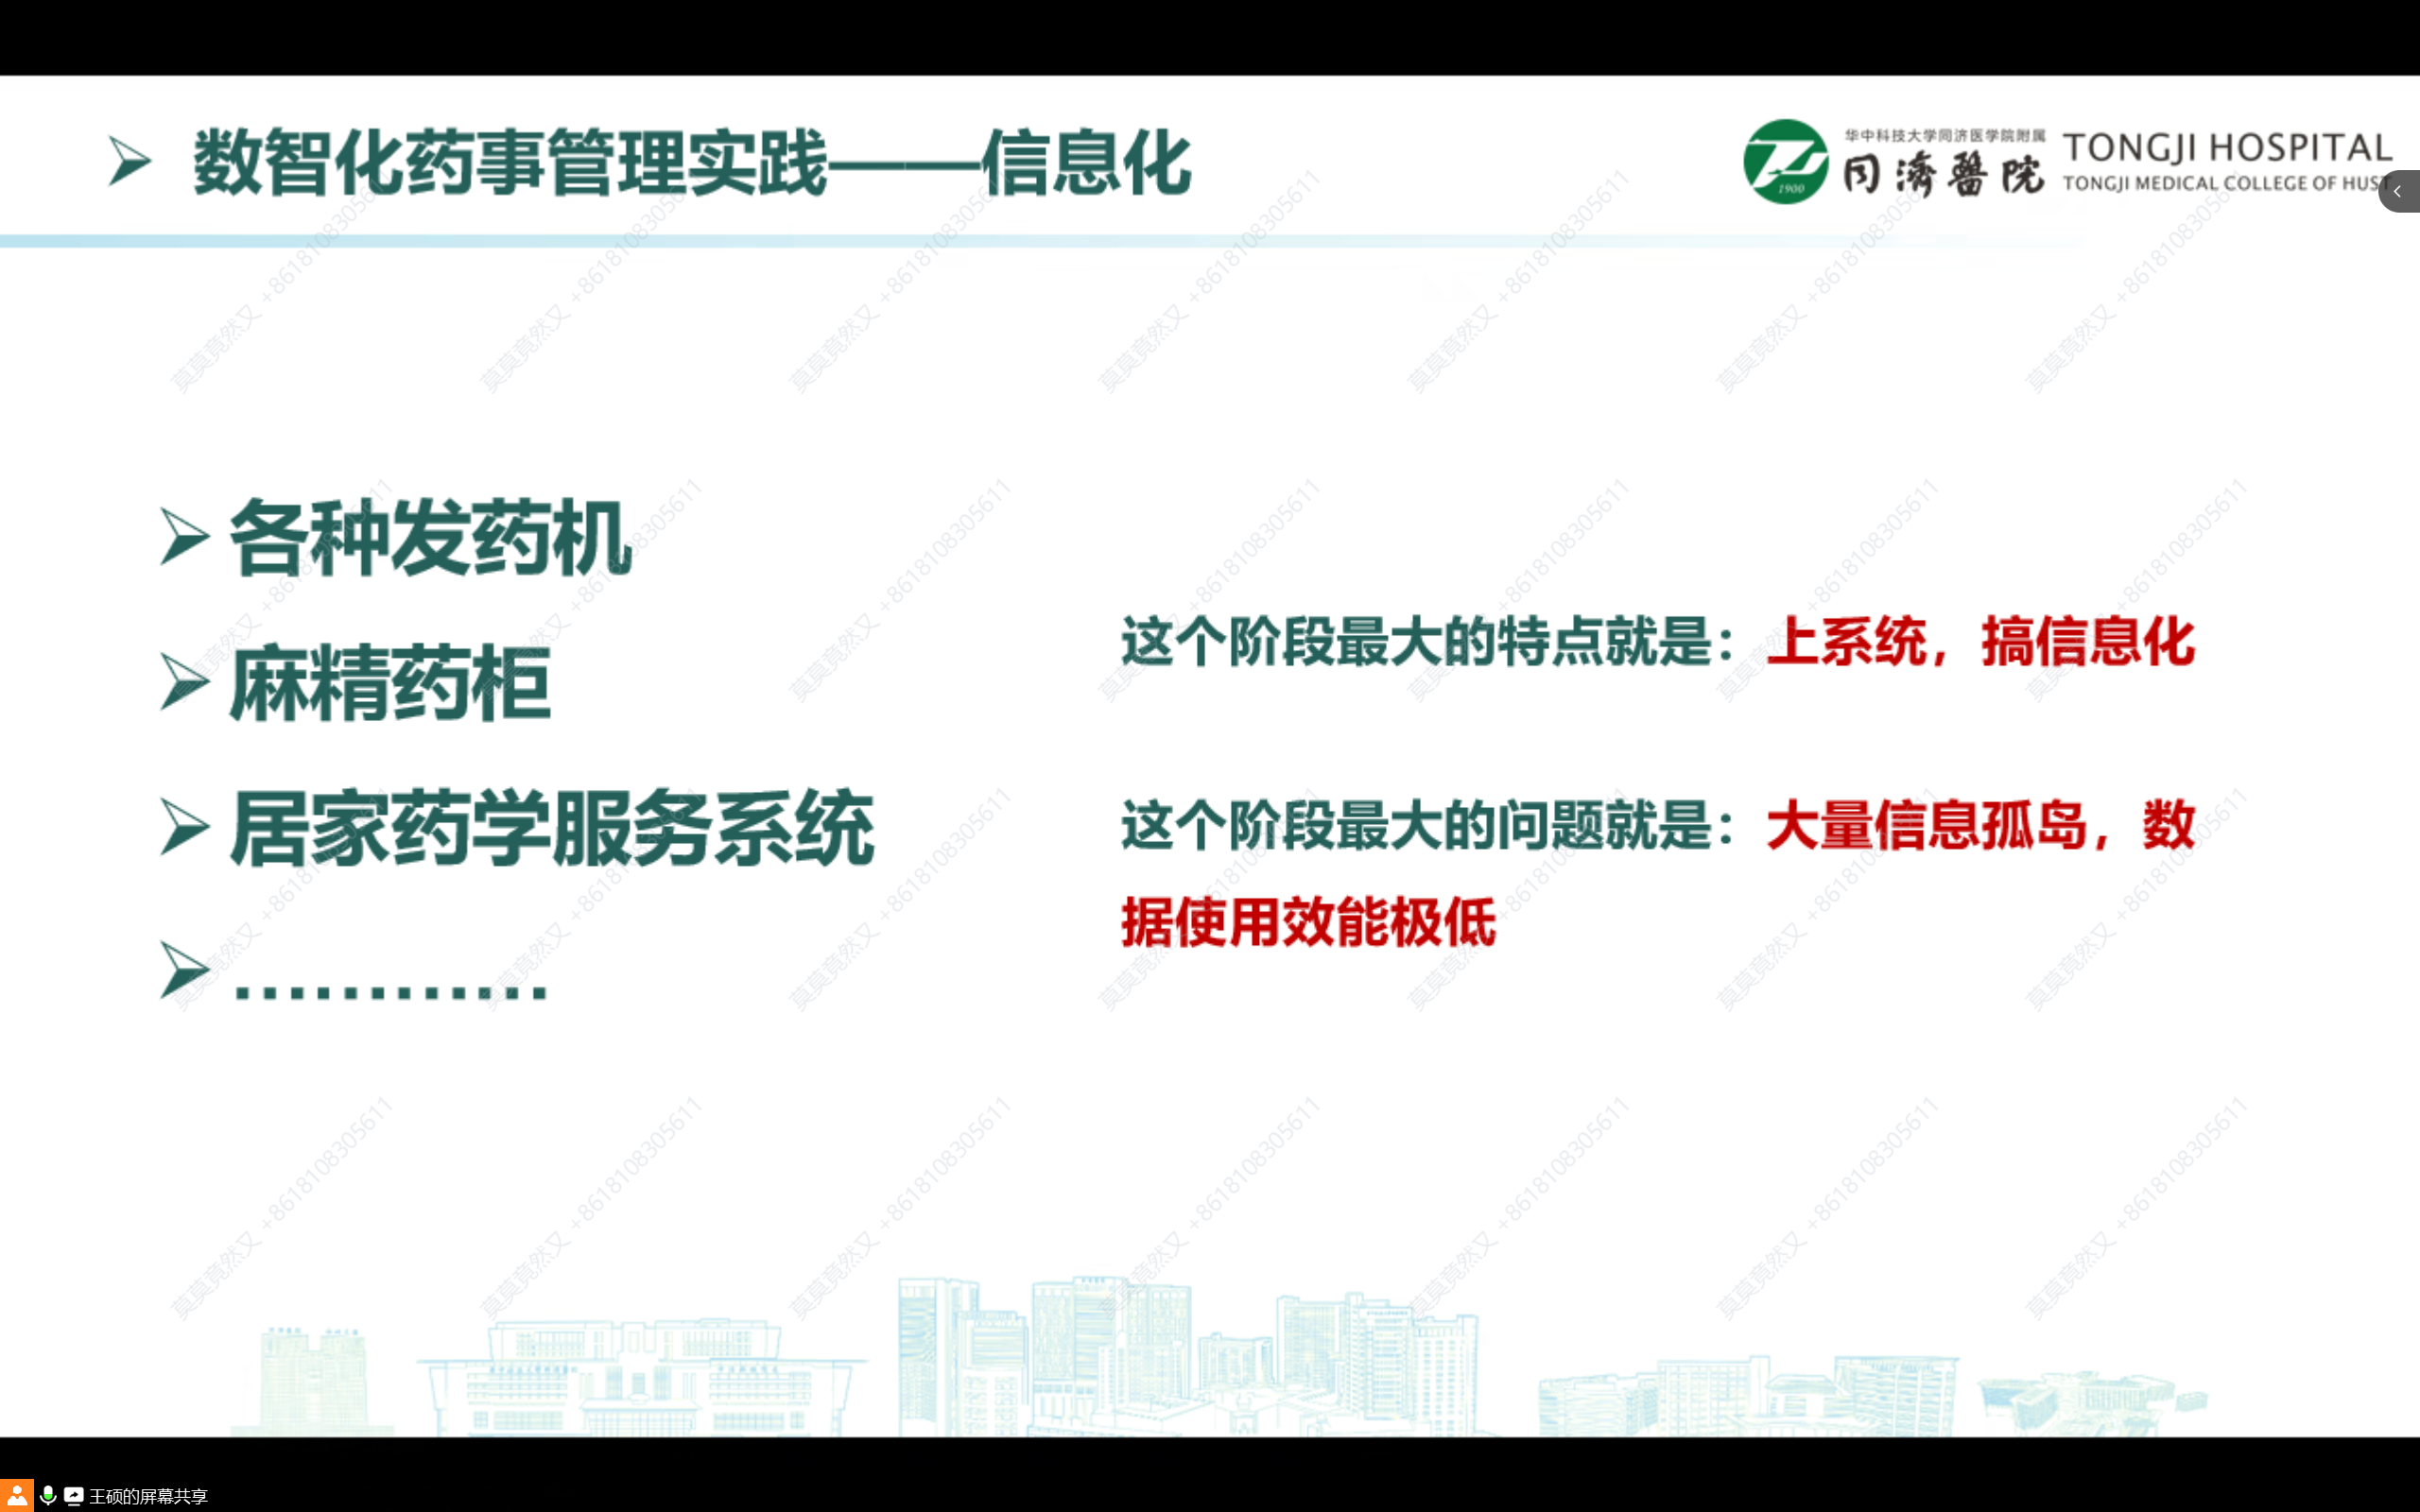 数智化药事管理实践——信息化
华中科技大学同济医学院附属
同濟醫院
TONGJI HOSPITAL
TONGJI MEDICAL COLLEGE OF HUST
1900
各种发药机
麻精药柜
居家药学服务系统
.............
这个阶段最大的特点就是：上系统，搞信息化
这个阶段最大的问题就是：大量信息孤岛，数
据使用效能极低
莫莫竟然又 +8618108305611
王硕的屏幕共享